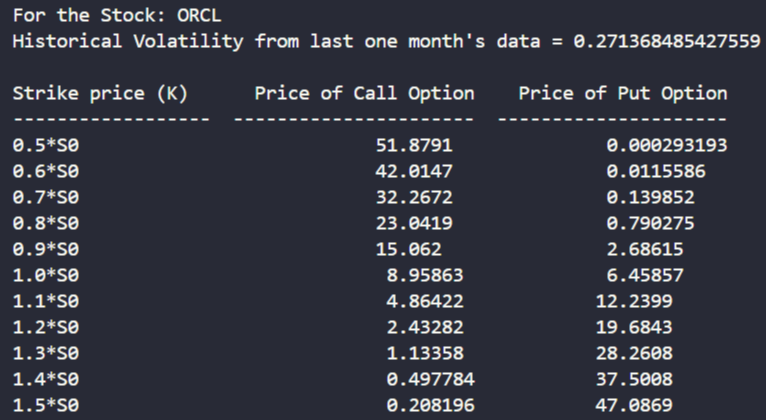 For the Stock: ORCL
Historical Volatility from last one month's data = 0.271368485427559
Strike price (K) Price of Call Option Price of Put Option
------------------ ---------------------- ---------------------
0.5*S0 51.8791 0.000293193
0.6*S0 42.0147 0.0115586
0.7*S0 32.2672 0.139852
0.8*S0 23.0419 0.790275
0.9*S0 15.062 2.68615
1.0*S0 8.95863 6.45857
1.1*S0 4.86422 12.2399
1.2*S0 2.43282 19.6843
1.3*S0 1.13358 28.2608
1.4*S0 0.497784 37.5008
1.5*S0 0.208196 47.0869